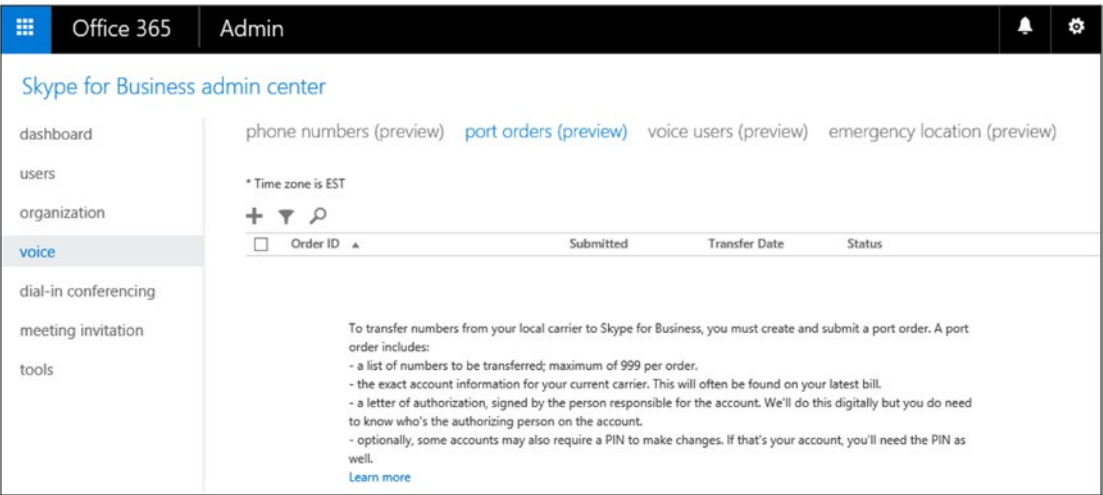 Office 365 Admin
Skype for Business admin center
dashboard
users
organization
voice
dial-in conferencing
meeting invitation
tools
phone numbers (preview) port orders (preview) voice users (preview) emergency location (preview)
* Time zone is EST
Order ID Submitted Transfer Date Status
To transfer numbers from your local carrier to Skype for Business, you must create and submit a port order. A port
order includes:
- a list of numbers to be transferred; maximum of 999 per order.
- the exact account information for your current carrier. This will often be found on your latest bill.
- a letter of authorization, signed by the person responsible for the account. We'll do this digitally but you do need
to know who's the authorizing person on the account.
- optionally, some accounts may also require a PIN to make changes. If that's your account, you'll need the PIN as
well.
Learn more